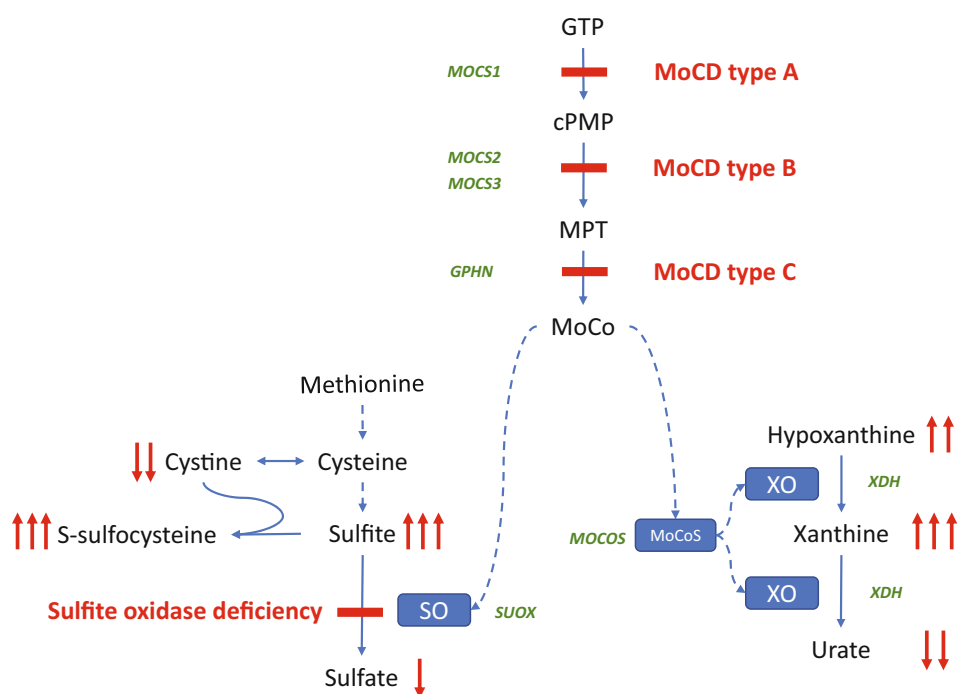 GTP
MOCS1
MoCD type A
cPMP
MOCS2
MOCS3
MoCD type B
MPT
GPHN
MoCD type C
MoCo
Methionine
Cystine
Cysteine
Hypoxanthine
XO
XDH
S-sulfocysteine
Sulfite
MOCOS
MoCoS
Xanthine
Sulfite oxidase deficiency
SO
SUOX
XO
XDH
Urate
Sulfate